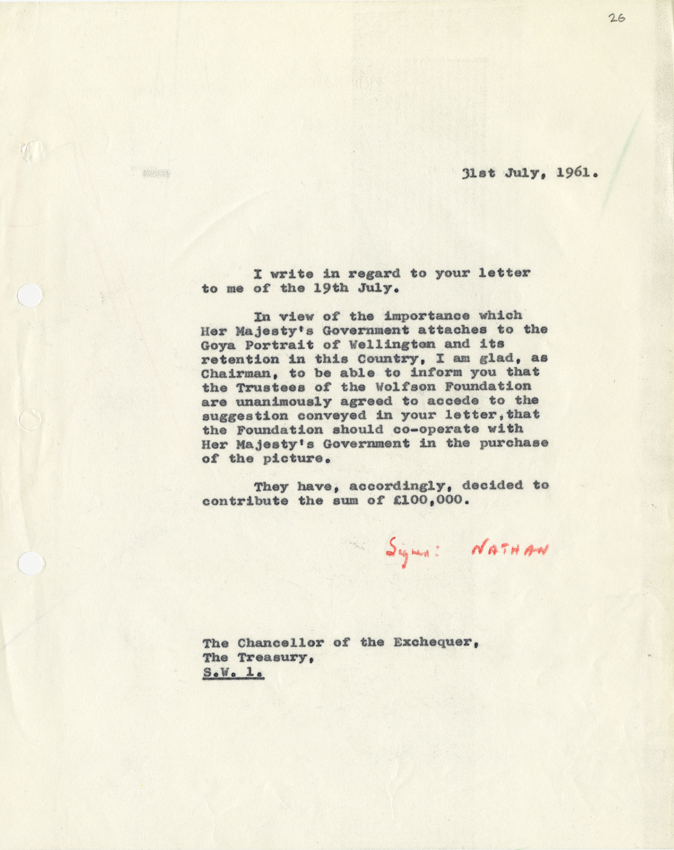 26
31st July, 1961.
I write in regard to your letter
to me of the 19th July.
In view of the importance which
Her Majesty's Government attaches to the
Goya Portrait of Wellington and its
retention in this Country, I am glad, as
Chairman, to be able to inform you that
the Trustees of the Wolfson Foundation
are unanimously agreed to accede to the
suggestion conveyed in your letter,that
the Foundation should co-operate with
Her Majesty's Government in the purchase
of the picture.
They have, accordingly, decided to
contribute the sum of £100,000.
Signed: NATHAN
The Chancellor of the Exchequer,
The Treasury,
S.W. 1.